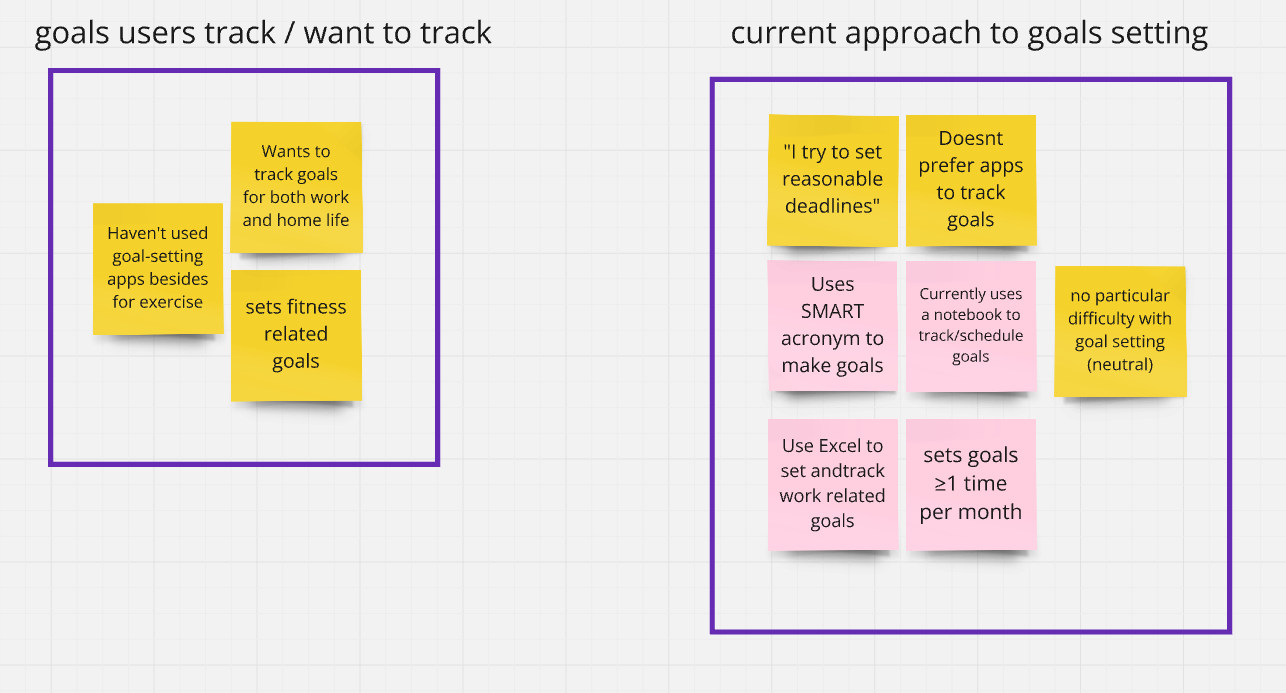 goals users track / want to track
Wants to
track goals
for both work
and home life
Haven't used
goal-setting
apps besides
for exercise
sets fitness
related
goals
current approach to goals setting
"I try to set
reasonable
deadlines"
Doesnt
prefer apps
to track
goals
Uses
SMART
acronym to
make goals
Currently uses
a notebook to
track/schedule
goals
no particular
difficulty with
goal setting
(neutral)
Use Excel to
set andtrack
work related
goals
sets goals
≥1 time
per month